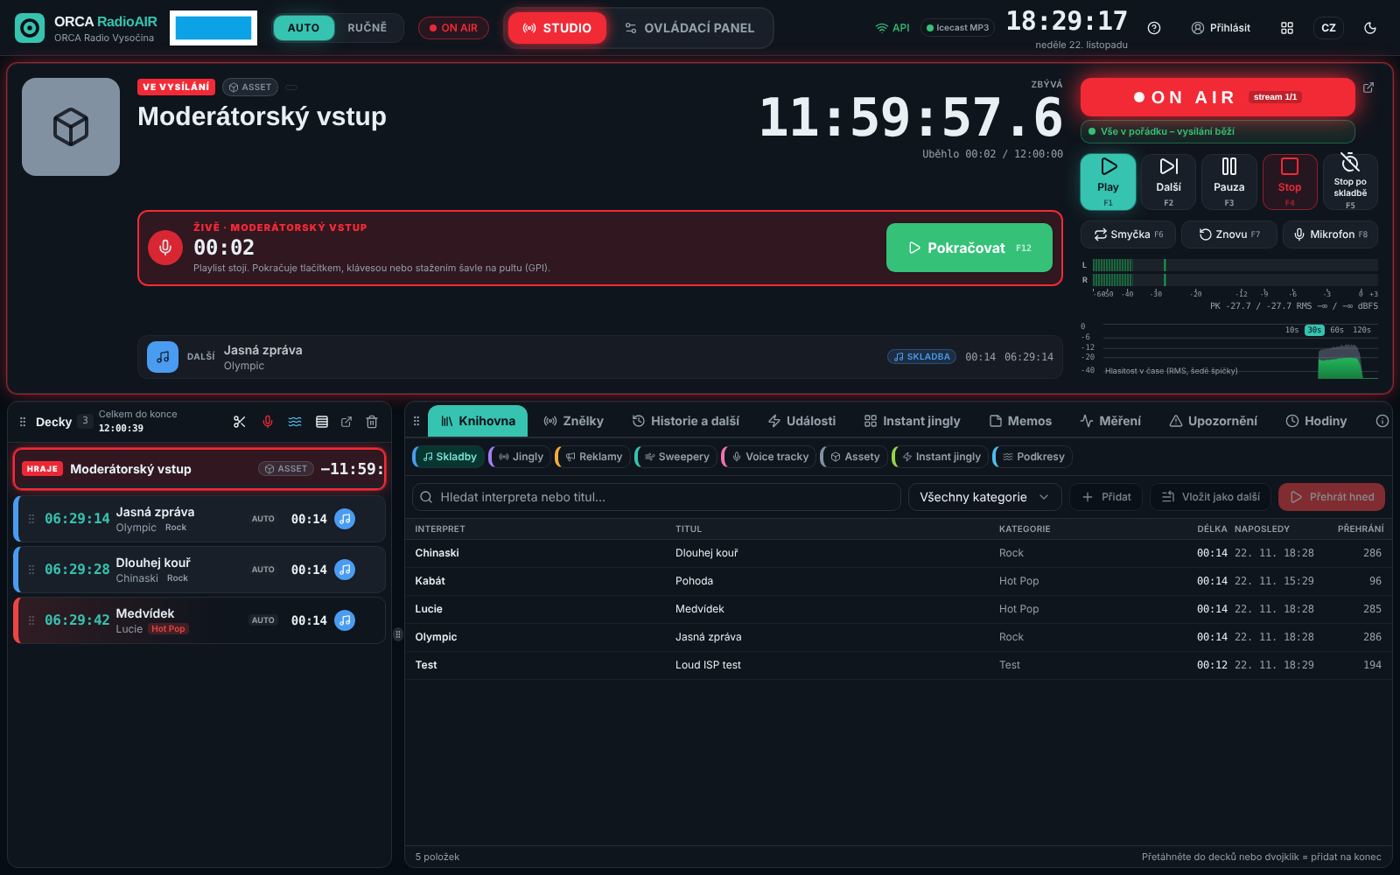 ORCA RadioAIR
ORCA Radio Vysočina
AUTO
RUČNĚ
ON AIR
STUDIO
OVLÁDACÍ PANEL
API
Icecast MP3
18:29:17
neděle 22. listopadu
Přihlásit
CZ
VE VYSÍLÁNÍ
ASSET
Moderátorský vstup
ZBÝVÁ
11:59:57.6
Uběhlo 00:02 / 12:00:00
ŽIVĚ · MODERÁTORSKÝ VSTUP
00:02
Playlist stojí. Pokračuje tlačítkem, klávesou nebo stažením šavle na pultu (GPI).
Pokračovat F12
DALŠÍ
Jasná zpráva
Olympic
SKLADBA
00:14 06:29:14
ON AIR stream 1/1
Vše v pořádku – vysílání běží
Play
F1
Další
F2
Pauza
F3
Stop
F4
Stop po skladbě
F5
Smyčka F6
Znovu F7
Mikrofon F8
L
R
-60 50 -40 -30 -20 -12 -9 -6 -3 0 +3
PK -27.7 / -27.7 RMS −∞ / −∞ dBFS
10s 30s 60s 120s
0
-6
-12
-20
-40
Hlasitost v čase (RMS, šedě špičky)
Decky 3
Celkem do konce
12:00:39
HRAJE Moderátorský vstup ASSET −11:59:
06:29:14 Jasná zpráva AUTO 00:14
Olympic Rock
06:29:28 Dlouhej kouř AUTO 00:14
Chinaski Rock
06:29:42 Medvídek AUTO 00:14
Lucie Hot Pop
Knihovna
Znělky
Historie a další
Události
Instant jingly
Memos
Měření
Upozornění
Hodiny
Skladby
Jingly
Reklamy
Sweepery
Voice tracky
Assety
Instant jingly
Podkresy
Hledat interpreta nebo titul...
Všechny kategorie
Přidat
Vložit jako další
Přehrát hned
INTERPRET TITUL KATEGORIE DÉLKA NAPOSLEDY PŘEHRÁNÍ
Chinaski Dlouhej kouř Rock 00:14 22. 11. 18:28 286
Kabát Pohoda Hot Pop 00:14 22. 11. 15:29 96
Lucie Medvídek Hot Pop 00:14 22. 11. 18:28 285
Olympic Jasná zpráva Rock 00:14 22. 11. 18:28 286
Test Loud ISP test Test 00:12 22. 11. 18:29 194
5 položek
Přetáhněte do decků nebo dvojklik = přidat na konec